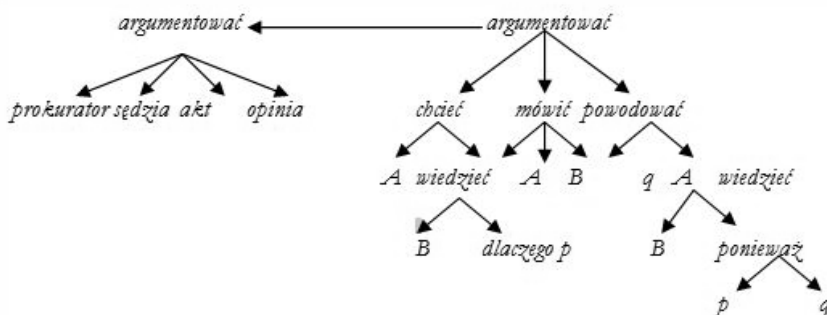 argumentować argumentować
prokurator sędzia akt opinia chcieć mówić powodować
A wiedzieć A B q A wiedzieć
B dlaczego p B ponieważ
p q